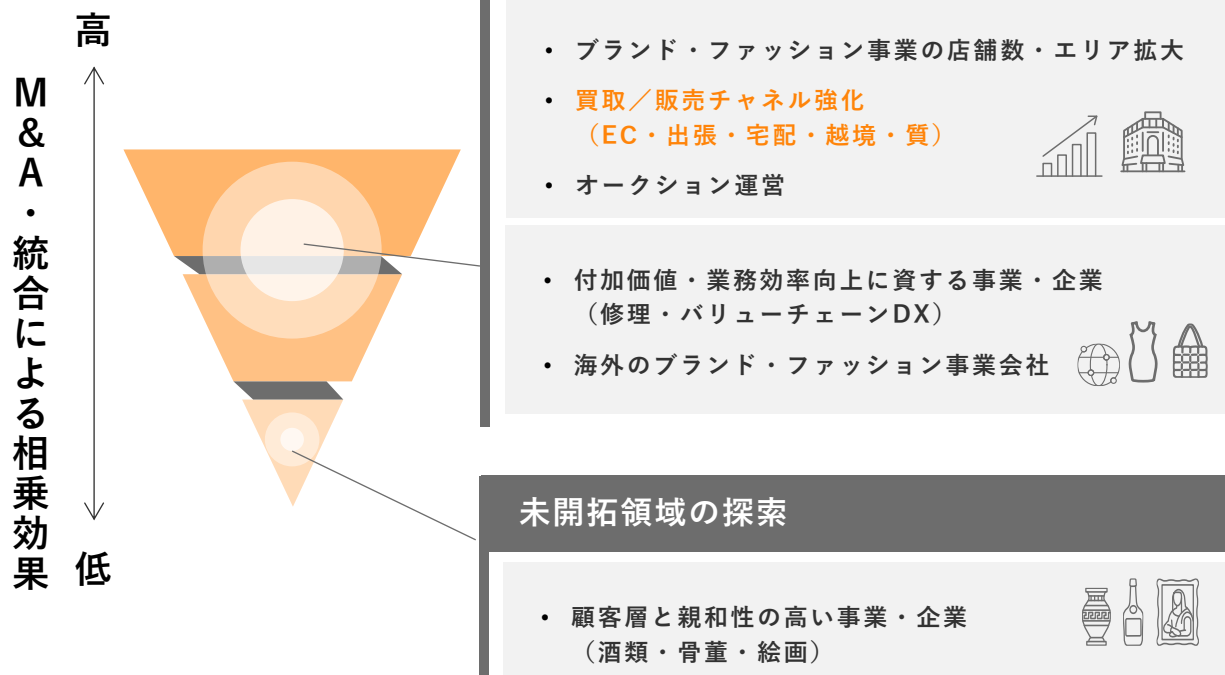 高
M&A・統合による相乗効果
低
• ブランド・ファッション事業の店舗数・エリア拡大
• 買取／販売チャネル強化
（EC・出張・宅配・越境・質）
• オークション運営
• 付加価値・業務効率向上に資する事業・企業
（修理・バリューチェーンDX）
• 海外のブランド・ファッション事業会社
未開拓領域の探索
• 顧客層と親和性の高い事業・企業
（酒類・骨董・絵画）